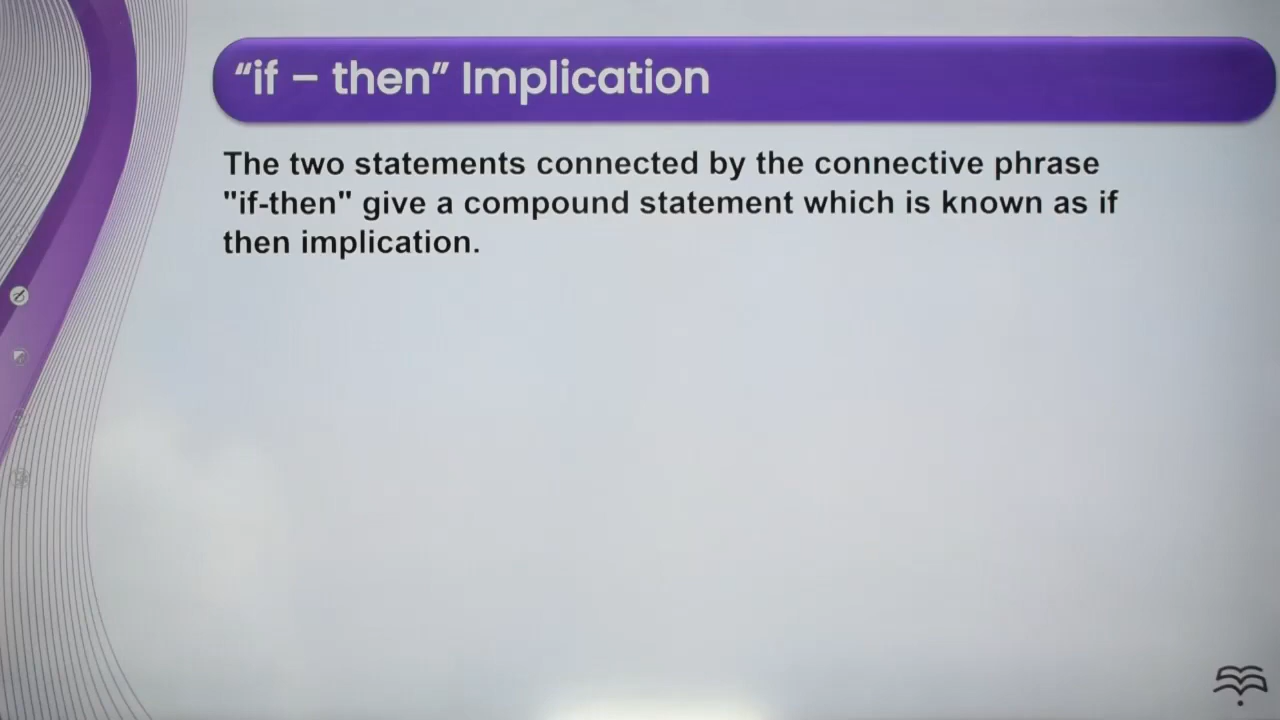 “if – then” Implication
The two statements connected by the connective phrase
"if-then" give a compound statement which is known as if
then implication.